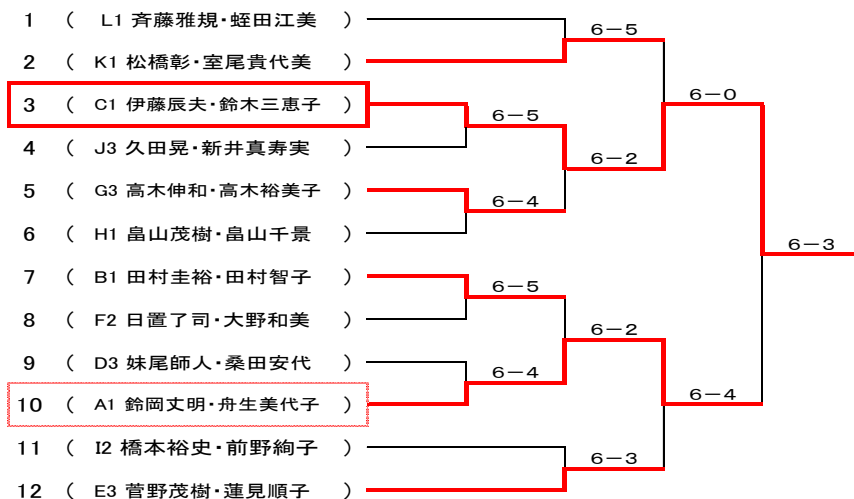 1 ( L1 斉藤雅規・蛭田江美 )
6-5
2 ( K1 松橋彰・室尾貴代美 )
6-0
3 ( C1 伊藤辰夫・鈴木三恵子 )
6-5
4 ( J3 久田晃・新井真寿実 )
6-2
5 ( G3 高木伸和・高木裕美子 )
6-4
6 ( H1 畠山茂樹・畠山千景 )
6-3
7 ( B1 田村圭裕・田村智子 )
6-5
8 ( F2 日置了司・大野和美 )
6-2
9 ( D3 妹尾師人・桑田安代 )
6-4
6-4
10 ( A1 鈴岡丈明・舟生美代子 )
11 ( I2 橋本裕史・前野絢子 )
6-3
12 ( E3 菅野茂樹・蓮見順子 )